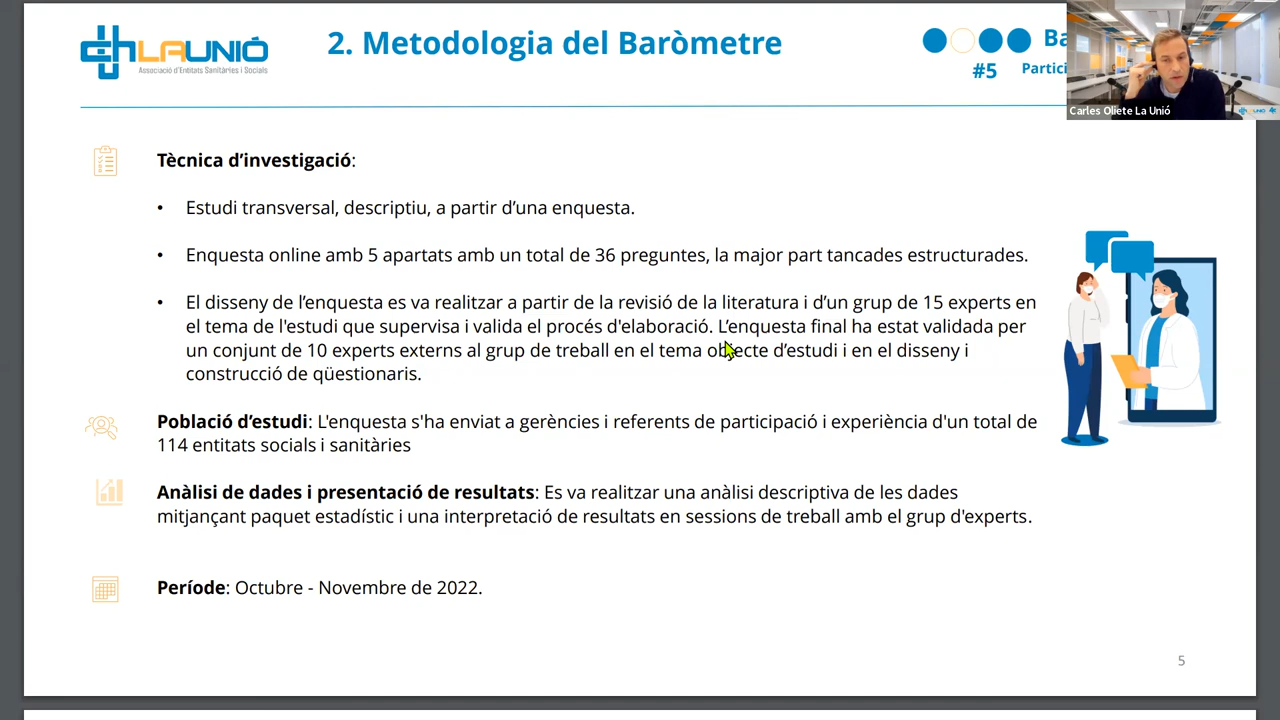 LAUNIÓ
Associació d'Entitats Sanitàries i Socials
2. Metodologia del Baròmetre
Ba
#5
Partici
Carles Oliete La Unió
Tècnica d’investigació:
• Estudi transversal, descriptiu, a partir d’una enquesta.
• Enquesta online amb 5 apartats amb un total de 36 preguntes, la major part tancades estructurades.
• El disseny de l’enquesta es va realitzar a partir de la revisió de la literatura i d’un grup de 15 experts en
el tema de l'estudi que supervisa i valida el procés d'elaboració. L’enquesta final ha estat validada per
un conjunt de 10 experts externs al grup de treball en el tema objecte d’estudi i en el disseny i
construcció de qüestionaris.
Població d’estudi: L'enquesta s'ha enviat a gerències i referents de participació i experiència d'un total de
114 entitats socials i sanitàries
Anàlisi de dades i presentació de resultats: Es va realitzar una anàlisi descriptiva de les dades
mitjançant paquet estadístic i una interpretació de resultats en sessions de treball amb el grup d'experts.
Període: Octubre - Novembre de 2022.
5